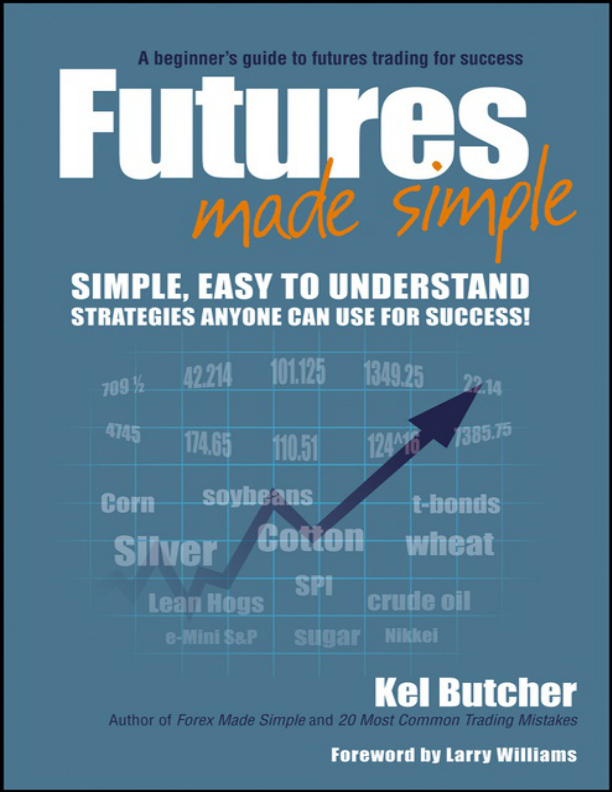 A beginner's guide to futures trading for success
Futures
made simple
SIMPLE, EASY TO UNDERSTAND
STRATEGIES ANYONE CAN USE FOR SUCCESS!
709 ½ 42.214 101.125 1349.25 22.14
4745 174.65 110.51 124^16 1385.75
Corn soybeans t-bonds
Silver Cotton wheat
Lean Hogs SPI crude oil
e-Mini S&P sugar Nikkei
Kel Butcher
Author of Forex Made Simple and 20 Most Common Trading Mistakes
Foreword by Larry Williams